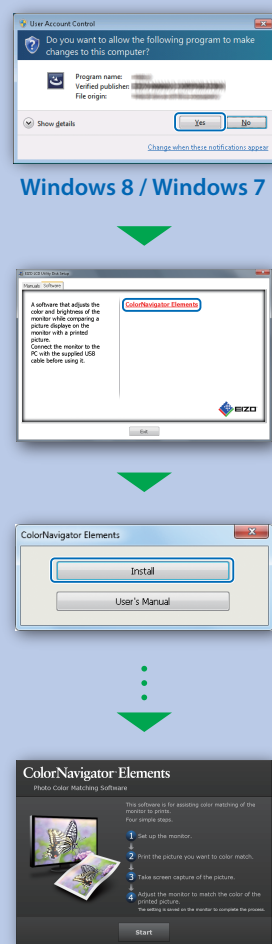 User Account Control
Do you want to allow the following program to make
changes to this computer?
Program name:
Verified publisher:
File origin:
Show details
Yes
No
Change when these notifications appear
Windows 8 / Windows 7
EIZO LCD Utility Disk Setup
Manuals
Software
A software that adjusts the
color and brightness of the
monitor while comparing a
picture displaye on the
monitor with a printed
picture.
Connect the monitor to the
PC with the supplied USB
cable before using it.
ColorNavigator Elements
EIZO
Exit
ColorNavigator Elements
Install
User's Manual
ColorNavigator Elements
Photo Color Matching Software
This software is for assisting color matching of the
monitor to prints.
Four simple steps.
1 Set up the monitor.
2 Print the picture you want to color match.
3 Take screen capture of the picture.
4 Adjust the monitor to match the color of the
printed picture.
The setting is saved on the monitor to complete the process.
Start